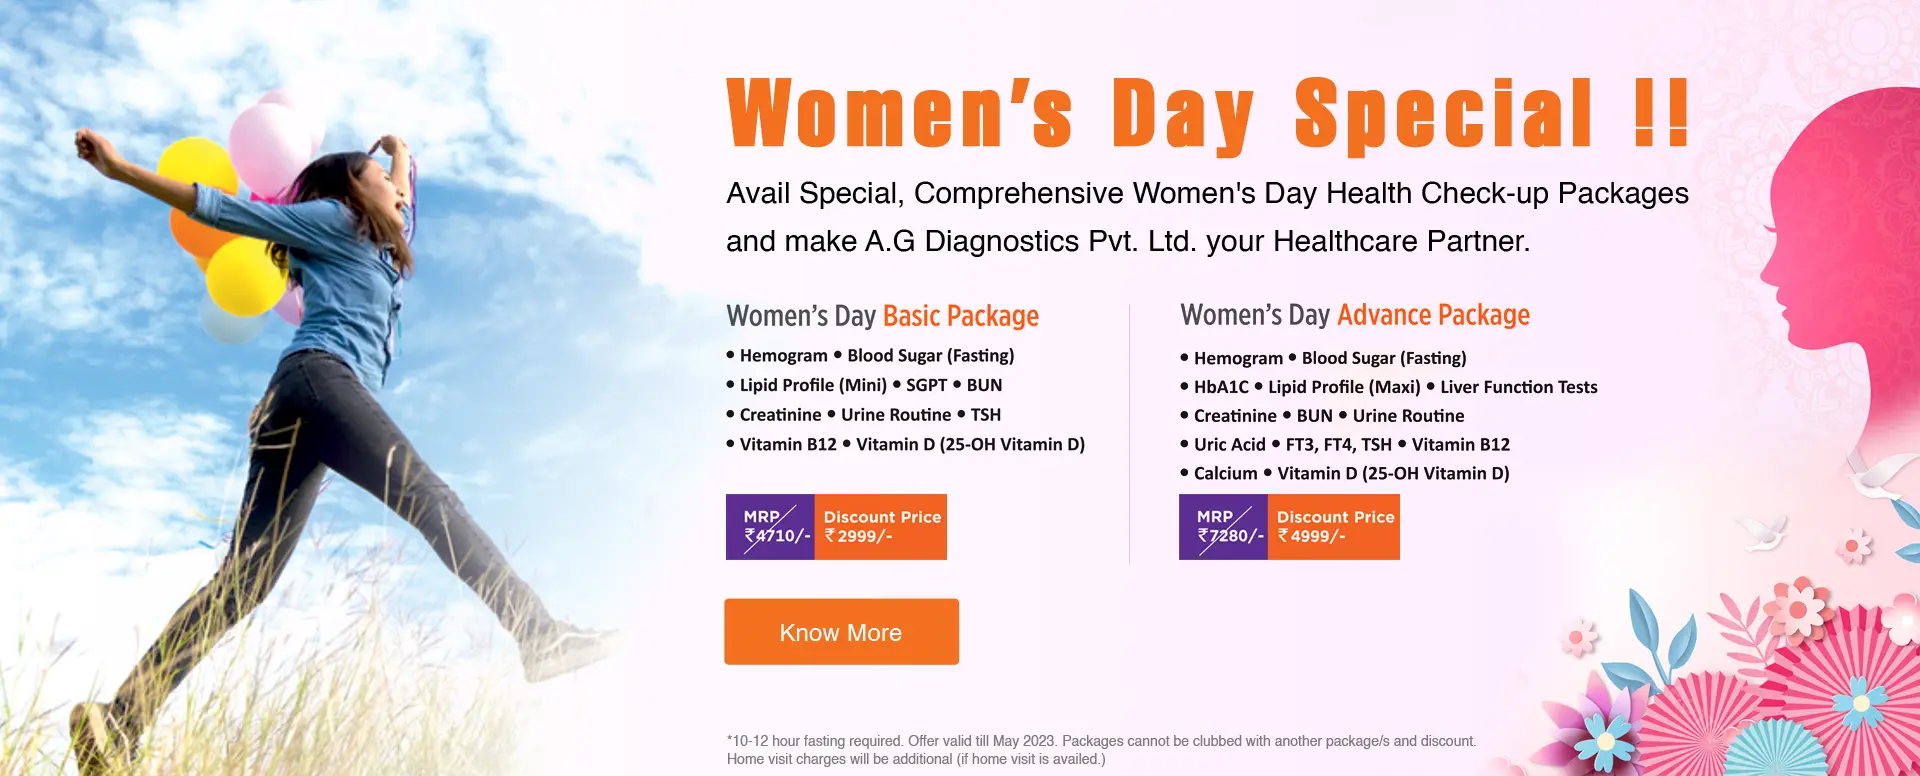 Women’s Day Special !!
Avail Special, Comprehensive Women's Day Health Check-up Packages
and make A.G Diagnostics Pvt. Ltd. your Healthcare Partner.
Women’s Day Basic Package
• Hemogram • Blood Sugar (Fasting)
• Lipid Profile (Mini) • SGPT • BUN
• Creatinine • Urine Routine • TSH
• Vitamin B12 • Vitamin D (25-OH Vitamin D)
MRP
₹4710/-
Discount Price
₹2999/-
Women’s Day Advance Package
• Hemogram • Blood Sugar (Fasting)
• HbA1C • Lipid Profile (Maxi) • Liver Function Tests
• Creatinine • BUN • Urine Routine
• Uric Acid • FT3, FT4, TSH • Vitamin B12
• Calcium • Vitamin D (25-OH Vitamin D)
MRP
₹7280/-
Discount Price
₹4999/-
Know More
*10-12 hour fasting required. Offer valid till May 2023. Packages cannot be clubbed with another package/s and discount.
Home visit charges will be additional (if home visit is availed.)